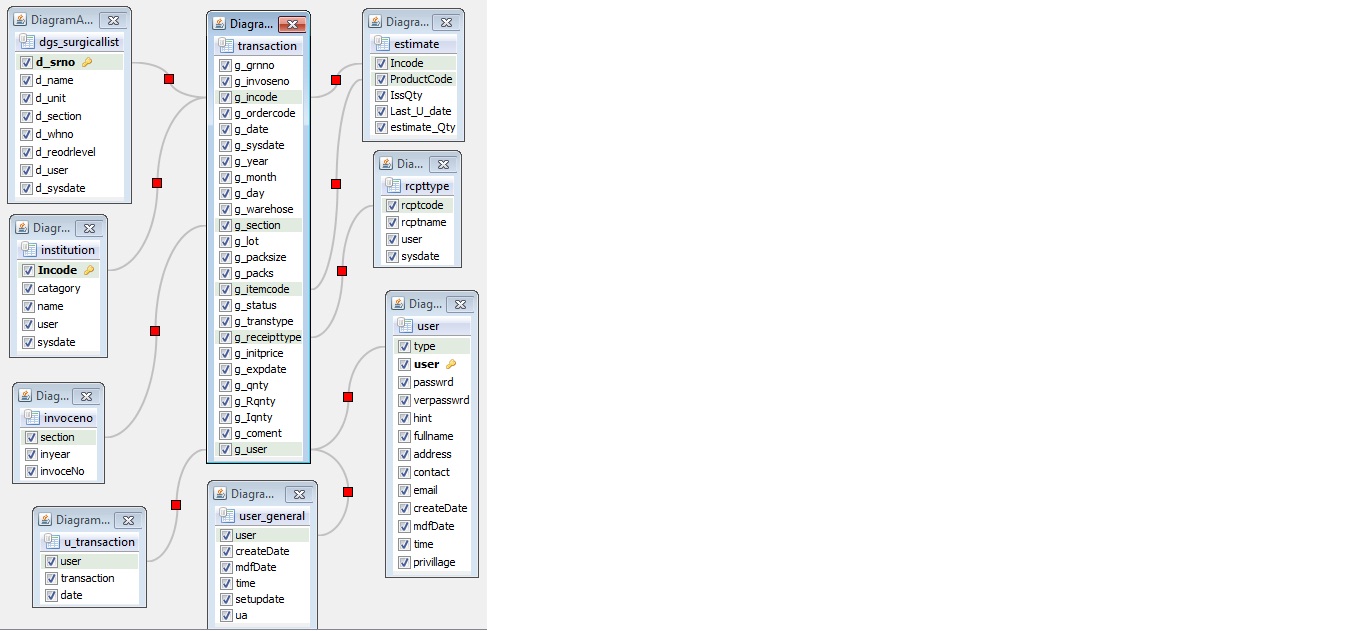 DiagramA...
dgs_surgicallist
d_srno
d_name
d_unit
d_section
d_whno
d_reodrlevel
d_user
d_sysdate
Diagr...
institution
Incode
catagory
name
user
sysdate
Diag...
invoceno
section
inyear
invoceNo
Diagram...
u_transaction
user
transaction
date
Diagra...
transaction
g_grnno
g_invoseno
g_incode
g_ordercode
g_date
g_sysdate
g_year
g_month
g_day
g_warehose
g_section
g_lot
g_packsize
g_packs
g_itemcode
g_status
g_transtype
g_receipttype
g_initprice
g_expdate
g_qnty
g_Rqnty
g_Iqnty
g_coment
g_user
Diagra...
user_general
user
createDate
mdfDate
time
setupdate
ua
Diagra...
estimate
Incode
ProductCode
IssQty
Last_U_date
estimate_Qty
Dia...
rcpttype
rcptcode
rcptname
user
sysdate
Diag...
user
type
user
passwrd
verpasswrd
hint
fullname
address
contact
email
createDate
mdfDate
time
privillage